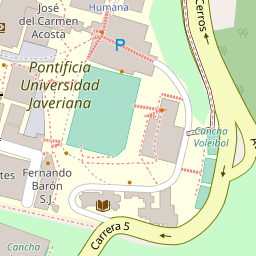 José
del Carmen
Acosta
Humana
P
Pontificia
Universidad
Javeriana
Cerros
Cancha
Voleibol
Fernando
Barón
S.J.
tes
Carrera 5
Cancha
A